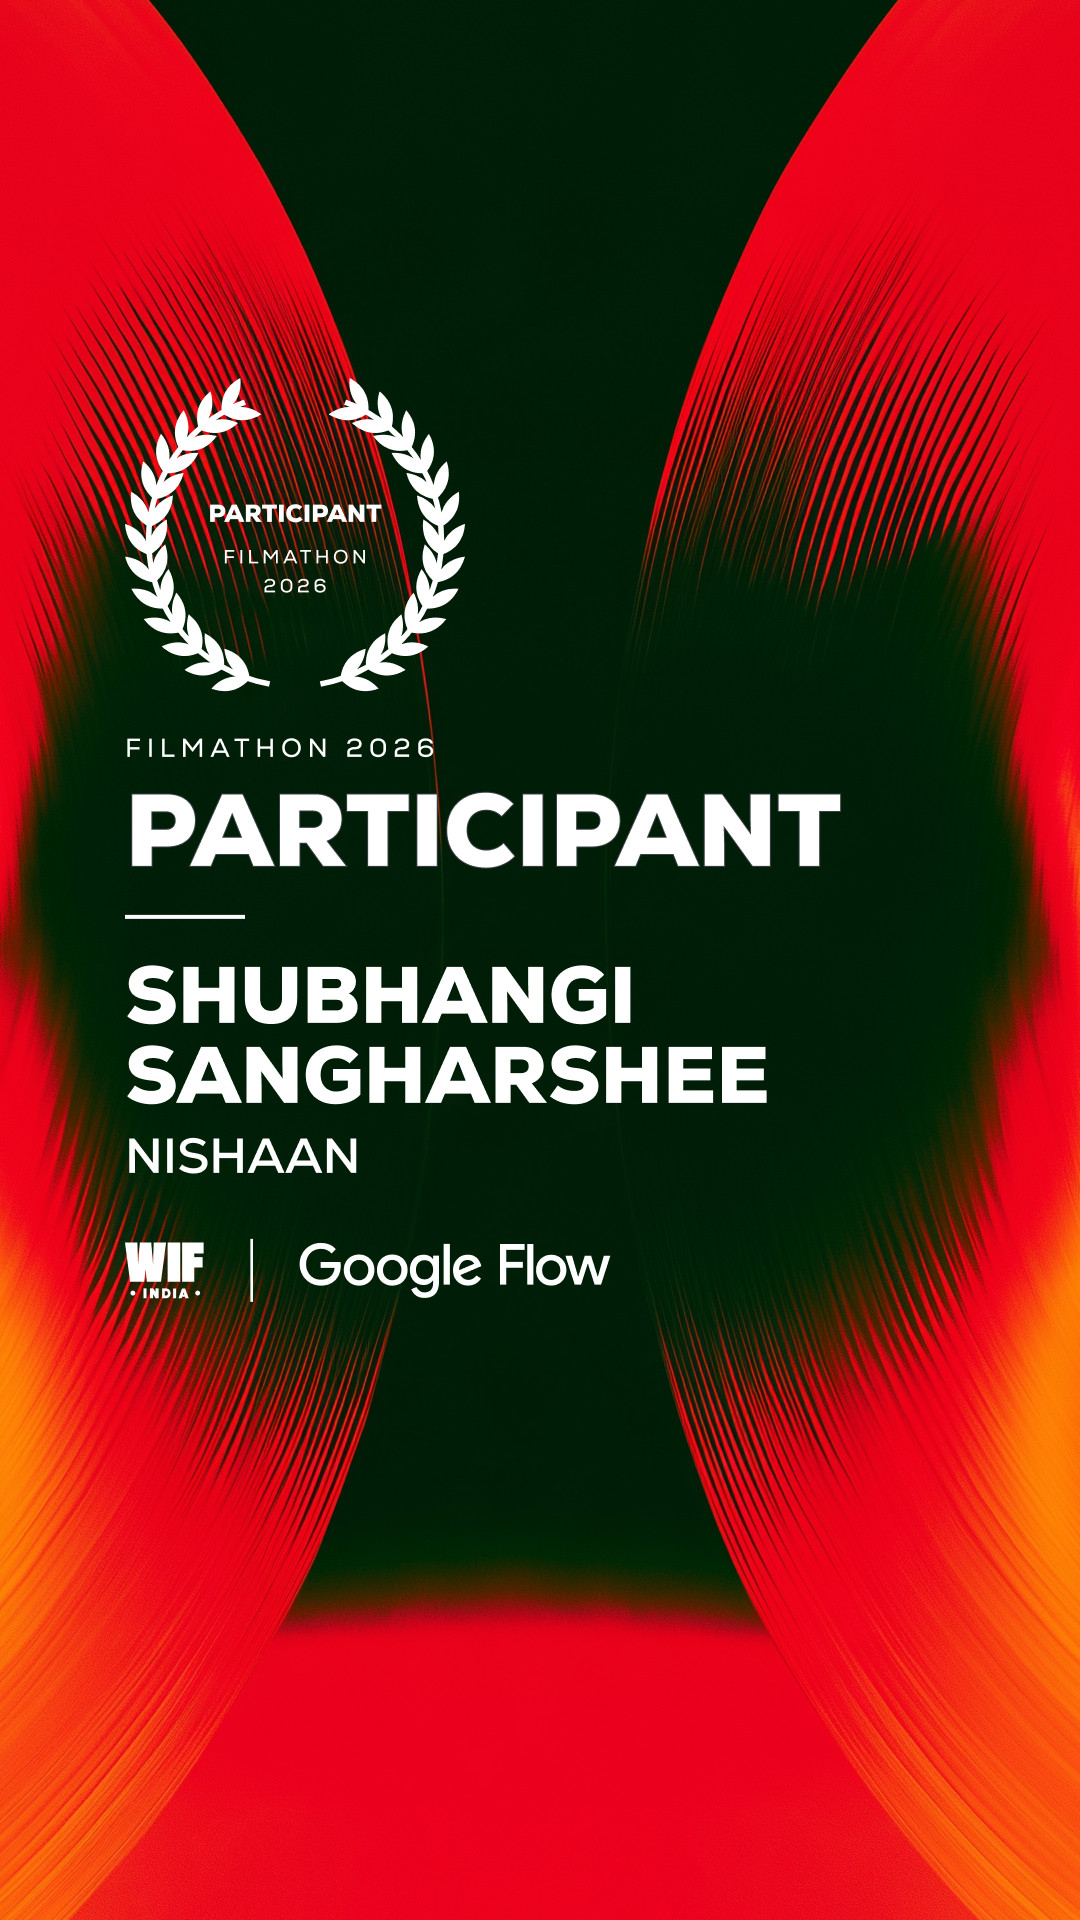 PARTICIPANT
FILMATHON
2026
FILMATHON 2026
PARTICIPANT
SHUBHANGI
SANGHARSHEE
NISHAAN
WIF
• INDIA •
Google Flow